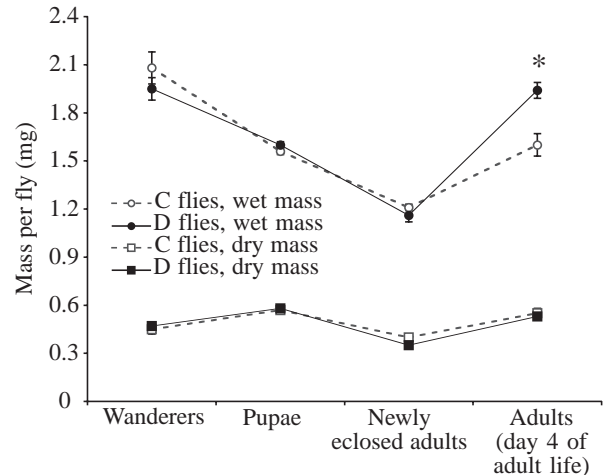 2.4
2.1
1.8
1.5
1.2
0.9
0.6
0.3
0
Mass per fly (mg)
*
C flies, wet mass
D flies, wet mass
C flies, dry mass
D flies, dry mass
Wanderers
Pupae
Newly
eclosed adults
Adults
(day 4 of
adult life)